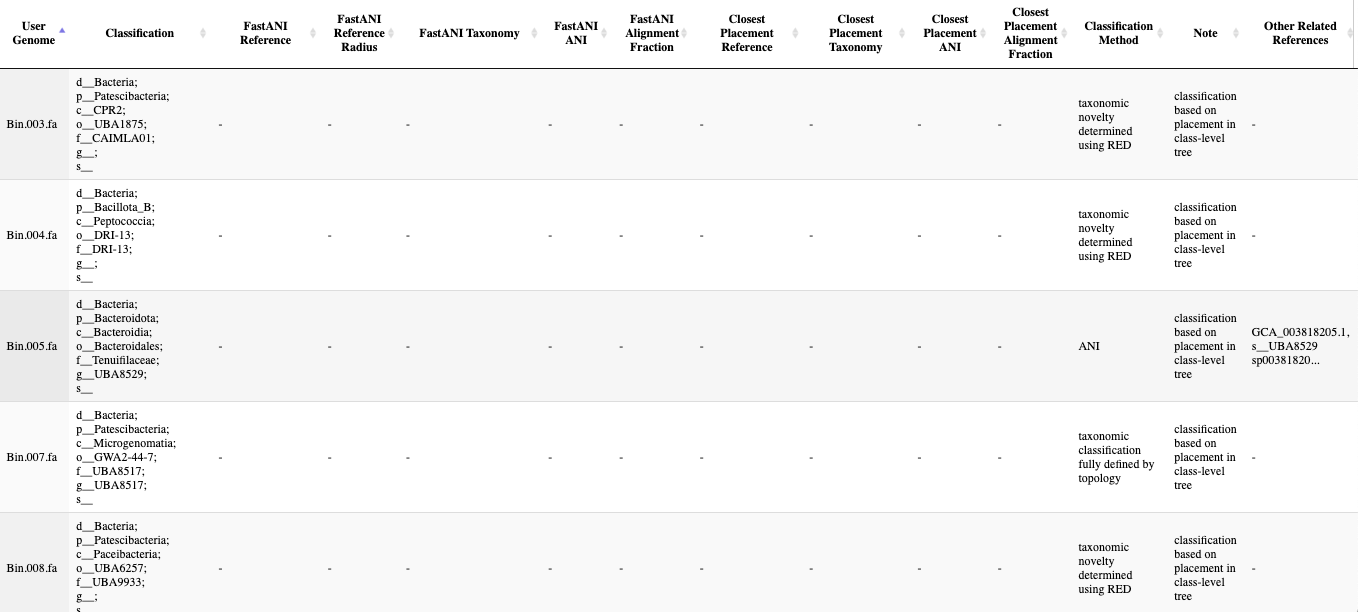 User Genome
Classification
FastANI Reference
FastANI Reference Radius
FastANI Taxonomy
FastANI ANI
FastANI Alignment Fraction
Closest Placement Reference
Closest Placement Taxonomy
Closest Placement ANI
Closest Placement Alignment Fraction
Classification Method
Note
Other Related References
Bin.003.fa
d__Bacteria;
p__Patescibacteria;
c__CPR2;
o__UBA1875;
f__CAIMLA01;
g__;
s__
- - - - - - - - -
taxonomic
novelty
determined
using RED
classification
based on
placement in
class-level
tree
-
Bin.004.fa
d__Bacteria;
p__Bacillota_B;
c__Peptococcia;
o__DRI-13;
f__DRI-13;
g__;
s__
- - - - - - - - -
taxonomic
novelty
determined
using RED
classification
based on
placement in
class-level
tree
-
Bin.005.fa
d__Bacteria;
p__Bacteroidota;
c__Bacteroidia;
o__Bacteroidales;
f__Tenuifilaceae;
g__UBA8529;
s__
- - - - - - - - -
ANI
classification
based on
placement in
class-level
tree
GCA_003818205.1,
s__UBA8529
sp00381820...
Bin.007.fa
d__Bacteria;
p__Patescibacteria;
c__Microgenomatia;
o__GWA2-44-7;
f__UBA8517;
g__UBA8517;
s__
- - - - - - - - -
taxonomic
classification
fully defined by
topology
classification
based on
placement in
class-level
tree
-
Bin.008.fa
d__Bacteria;
p__Patescibacteria;
c__Paceibacteria;
o__UBA6257;
f__UBA9933;
g__;
s
- - - - - - - - -
taxonomic
novelty
determined
using RED
classification
based on
placement in
class-level
tree
-